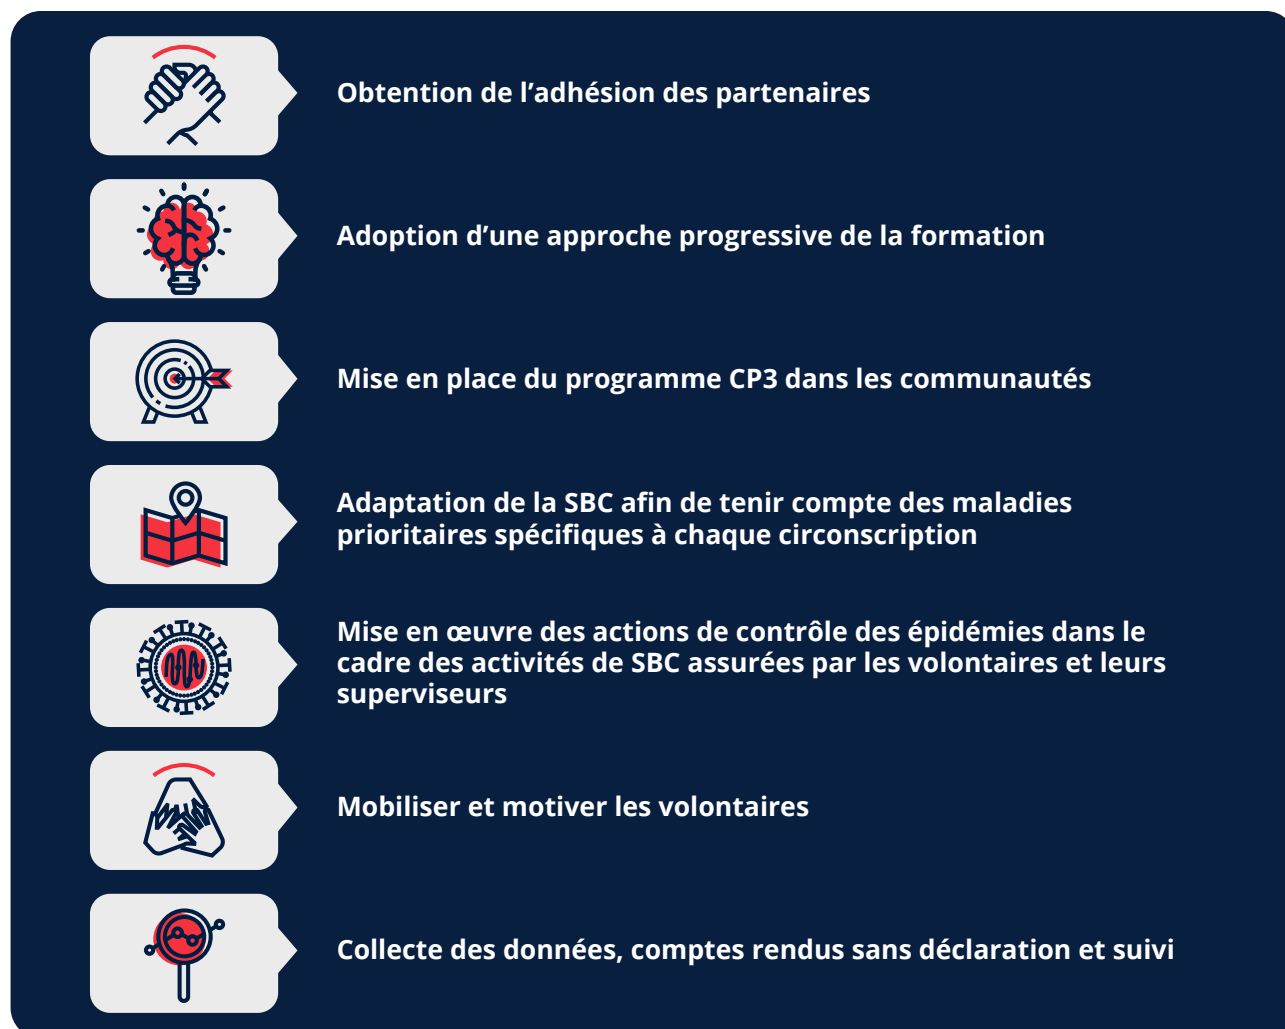 Obtention de l’adhésion des partenaires
Adoption d’une approche progressive de la formation
Mise en place du programme CP3 dans les communautés
Adaptation de la SBC afin de tenir compte des maladies
prioritaires spécifiques à chaque circonscription
Mise en œuvre des actions de contrôle des épidémies dans le
cadre des activités de SBC assurées par les volontaires et leurs
superviseurs
Mobiliser et motiver les volontaires
Collecte des données, comptes rendus sans déclaration et suivi